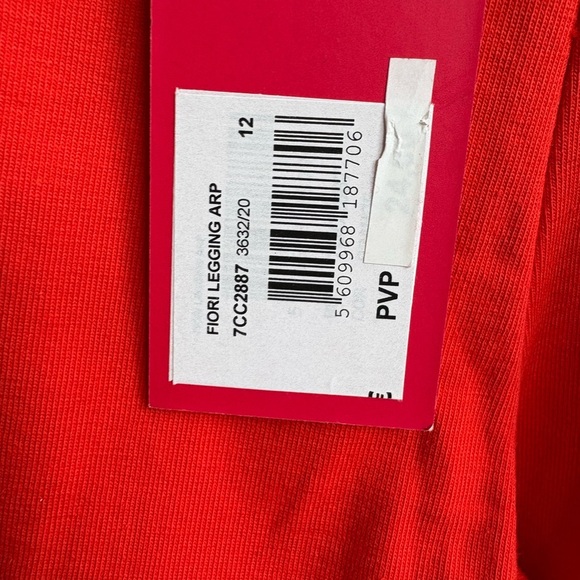 FIORI LEGGING ARP 12
7CC2887 3632/20
5 609968 187706
PVP